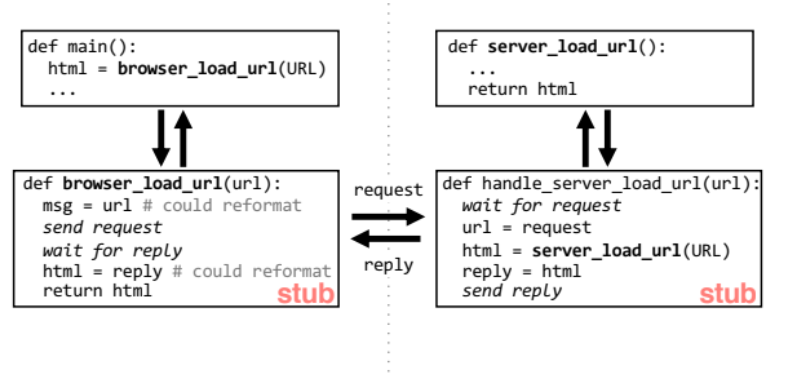 def main():
html = browser_load_url(URL)
...
def server_load_url():
...
return html
def browser_load_url(url):
msg = url # could reformat
send request
wait for reply
html = reply # could reformat
return html
stub
request
reply
def handle_server_load_url(url):
wait for request
url = request
html = server_load_url(URL)
reply = html
send reply
stub